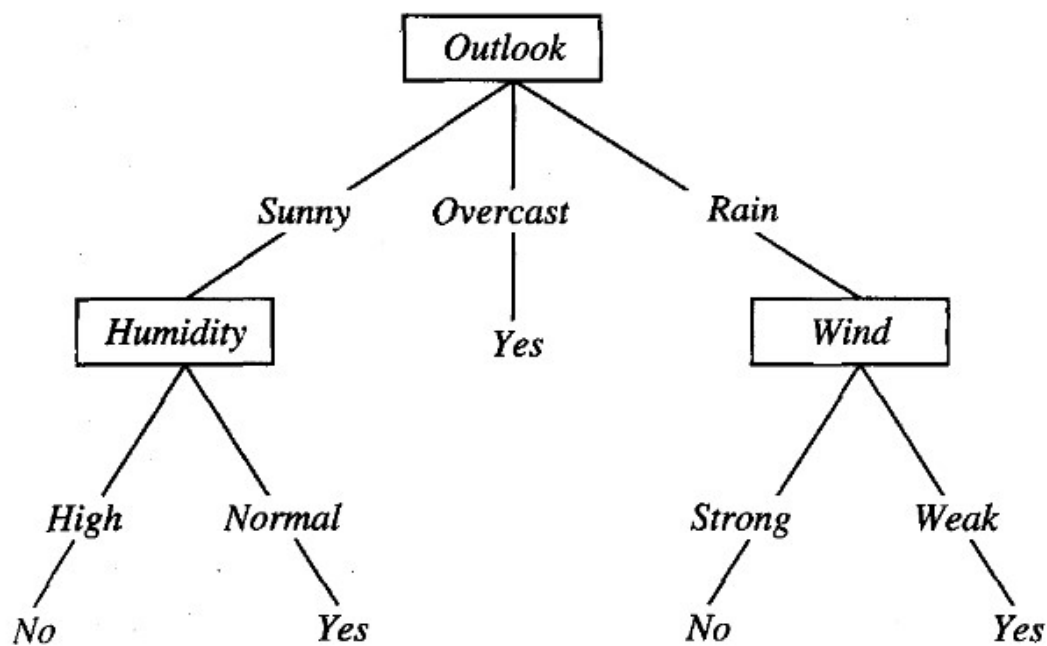 Outlook
Sunny Overcast Rain
Humidity Yes Wind
High Normal Strong Weak
No Yes No Yes